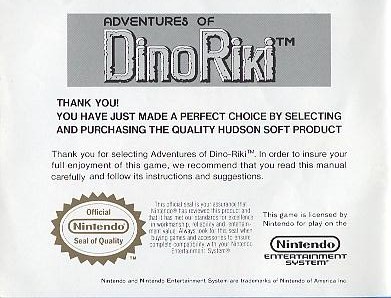 ADVENTURES OF
Dino Riki™
THANK YOU!
YOU HAVE JUST MADE A PERFECT CHOICE BY SELECTING
AND PURCHASING THE QUALITY HUDSON SOFT PRODUCT
Thank you for selecting Adventures of Dino-Riki™. In order to insure your
full enjoyment of this game, we recommend that you read this manual
carefully and follow its instructions and suggestions.
Official
Nintendo
Seal of Quality
TM
This official seal is your assurance that
Nintendo® has reviewed this product and
that it has met our standards for excellence
in workmanship, reliability and entertain-
ment value. Always look for this seal when
buying games and accessories to ensure
complete compatibility with your Nintendo
Entertainment System®
This game is licensed by
Nintendo for play on the
Nintendo
ENTERTAINMENT
SYSTEM®
Nintendo and Nintendo Entertainment System are trademarks of Nintendo of America Inc